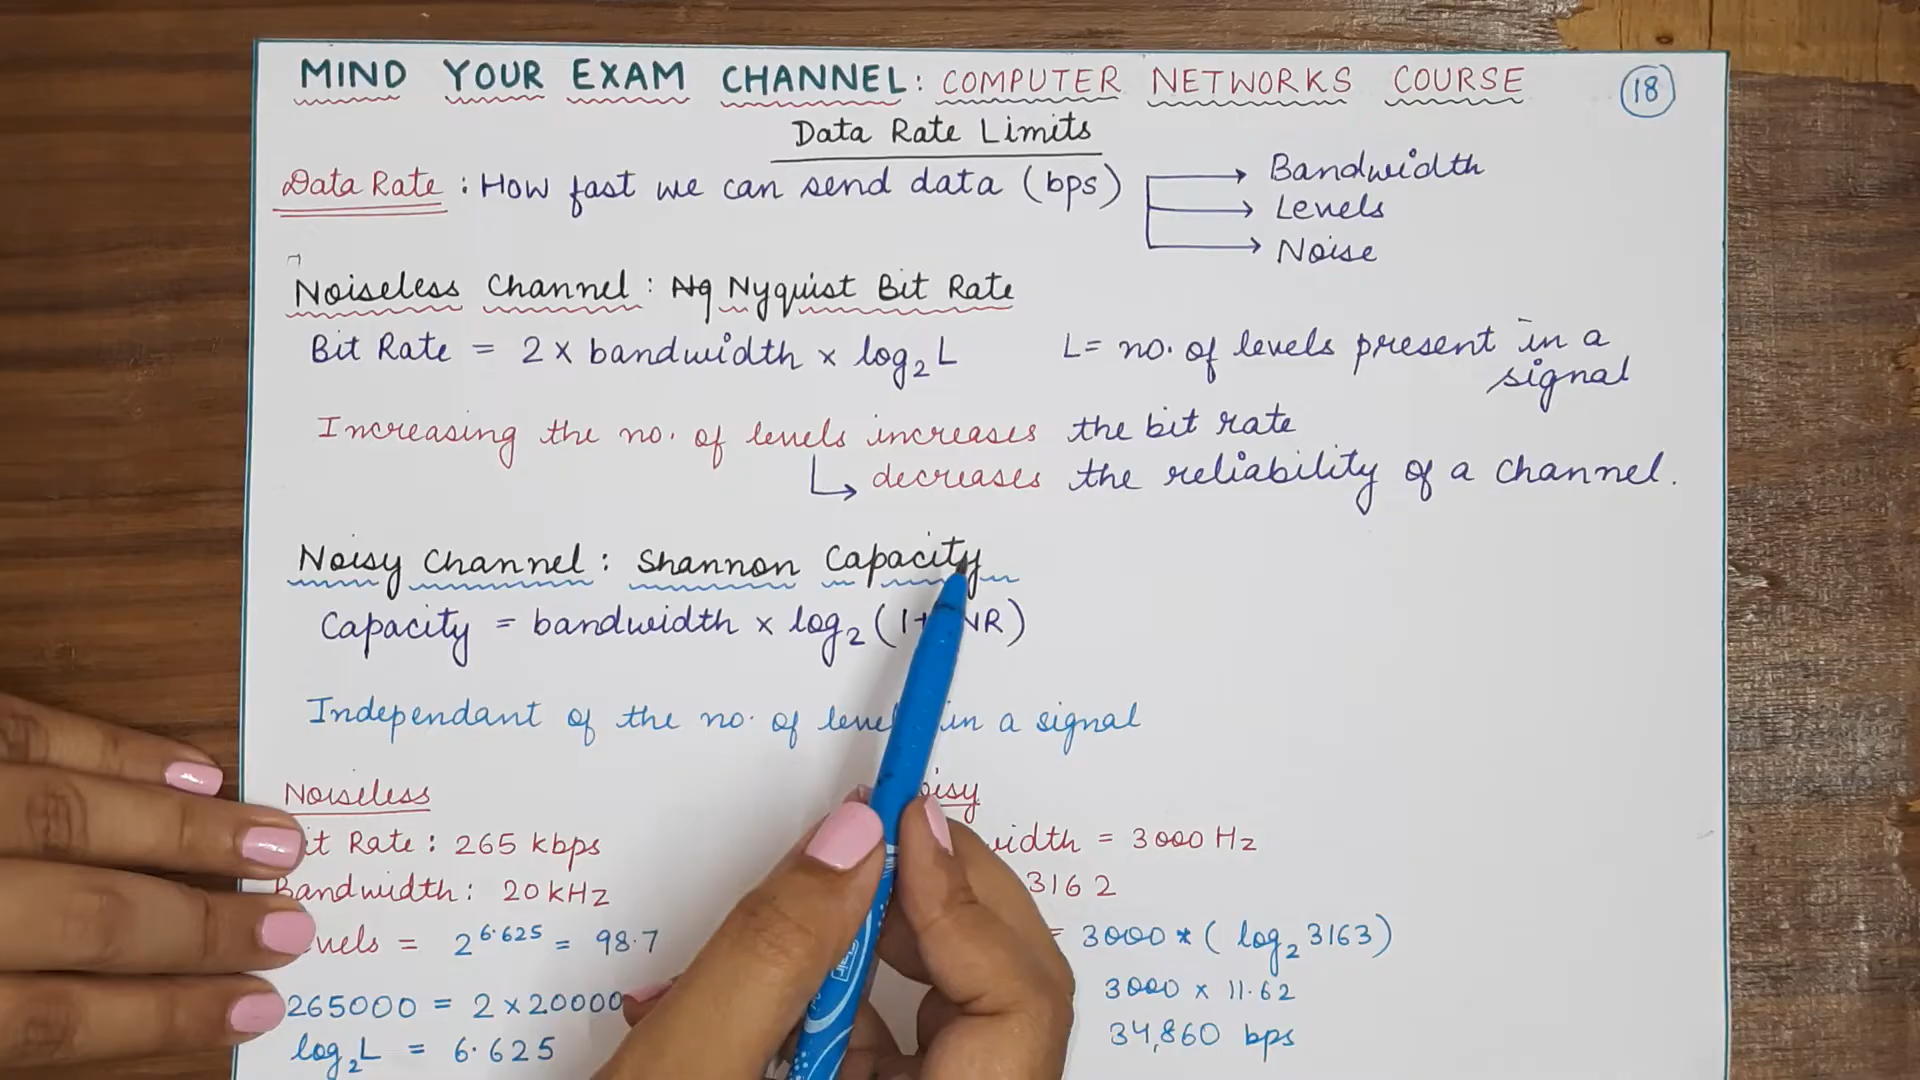 MIND YOUR EXAM CHANNEL: COMPUTER NETWORKS COURSE
18
Data Rate Limits
Data Rate : How fast we can send data (bps)
Bandwidth
Levels
Noise
Noiseless Channel : Nq Nyquist Bit Rate
Bit Rate = 2 x bandwidth x log₂ L
L = no. of levels present in a signal
Increasing the no. of levels increases the bit rate
decreases the reliability of a channel.
Noisy Channel : Shannon Capacity
Capacity = bandwidth x log₂ (1+ NR)
Independant of the no. of in a signal
Noiseless
Bit Rate : 265 kbps
Bandwidth : 20 kHz
= 2^6.625 = 98.7
265000 = 2 x 20000
log₂L = 6.625
= 3000 Hz
3162
= 3000 * ( log₂ 3163)
3000 x 11.62
34,860 bps